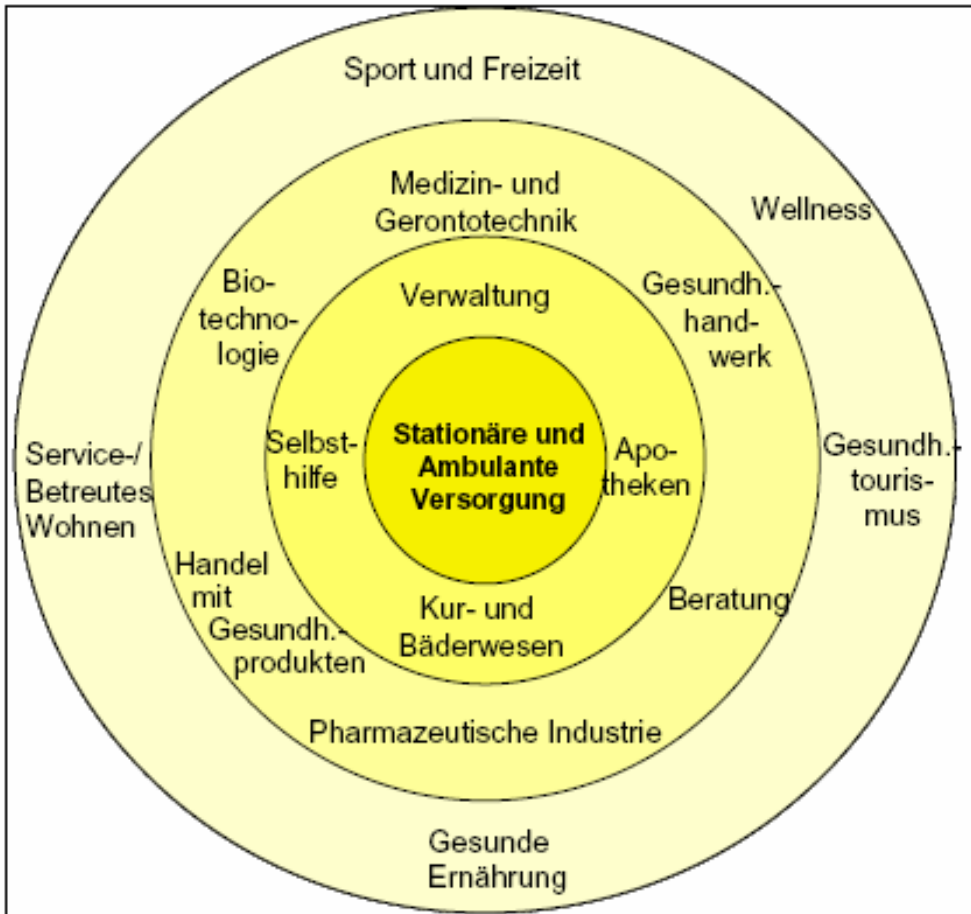 Sport und Freizeit
Wellness
Medizin- und
Gerontotechnik
Bio-
techno-
logie
Gesundh.-
hand-
werk
Verwaltung
Selbst-
hilfe
Stationäre und
Ambulante
Versorgung
Apo-
theken
Service-/
Betreutes
Wohnen
Gesundh.-
touris-
mus
Handel
mit
Gesundh.-
produkten
Kur- und
Bäderwesen
Beratung
Pharmazeutische Industrie
Gesunde
Ernährung